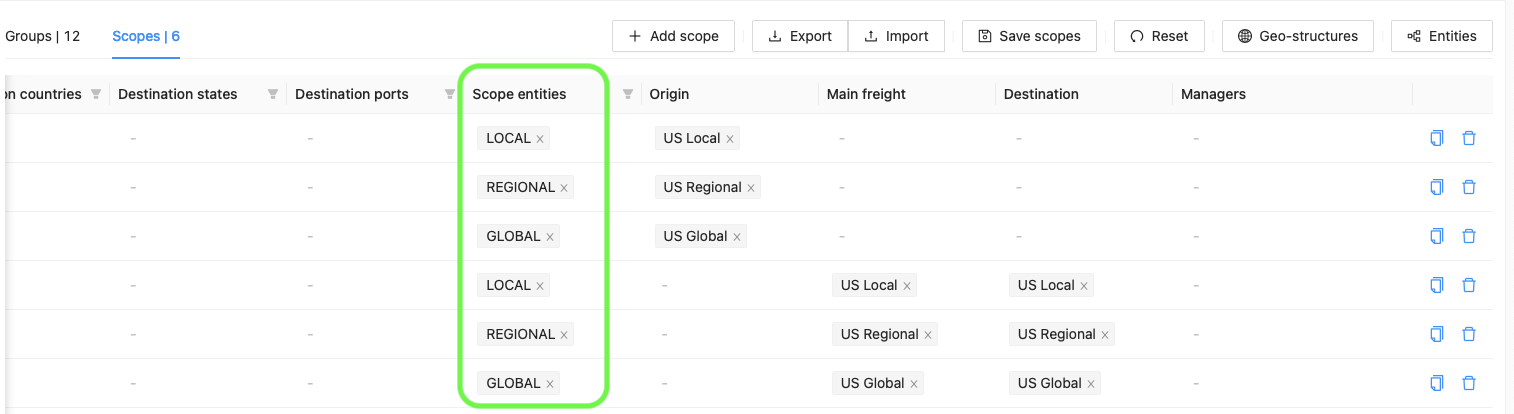 Groups | 12 Scopes | 6 Add scope Export Import Save scopes Reset Geo-structures Entities
on countries Destination states Destination ports Scope entities Origin Main freight Destination Managers
- - LOCAL × US Local × - - -
- - REGIONAL × US Regional × - - -
- - GLOBAL × US Global × - - -
- - LOCAL × - US Local × US Local × -
- - REGIONAL × - US Regional × US Regional × -
- - GLOBAL × - US Global × US Global × -